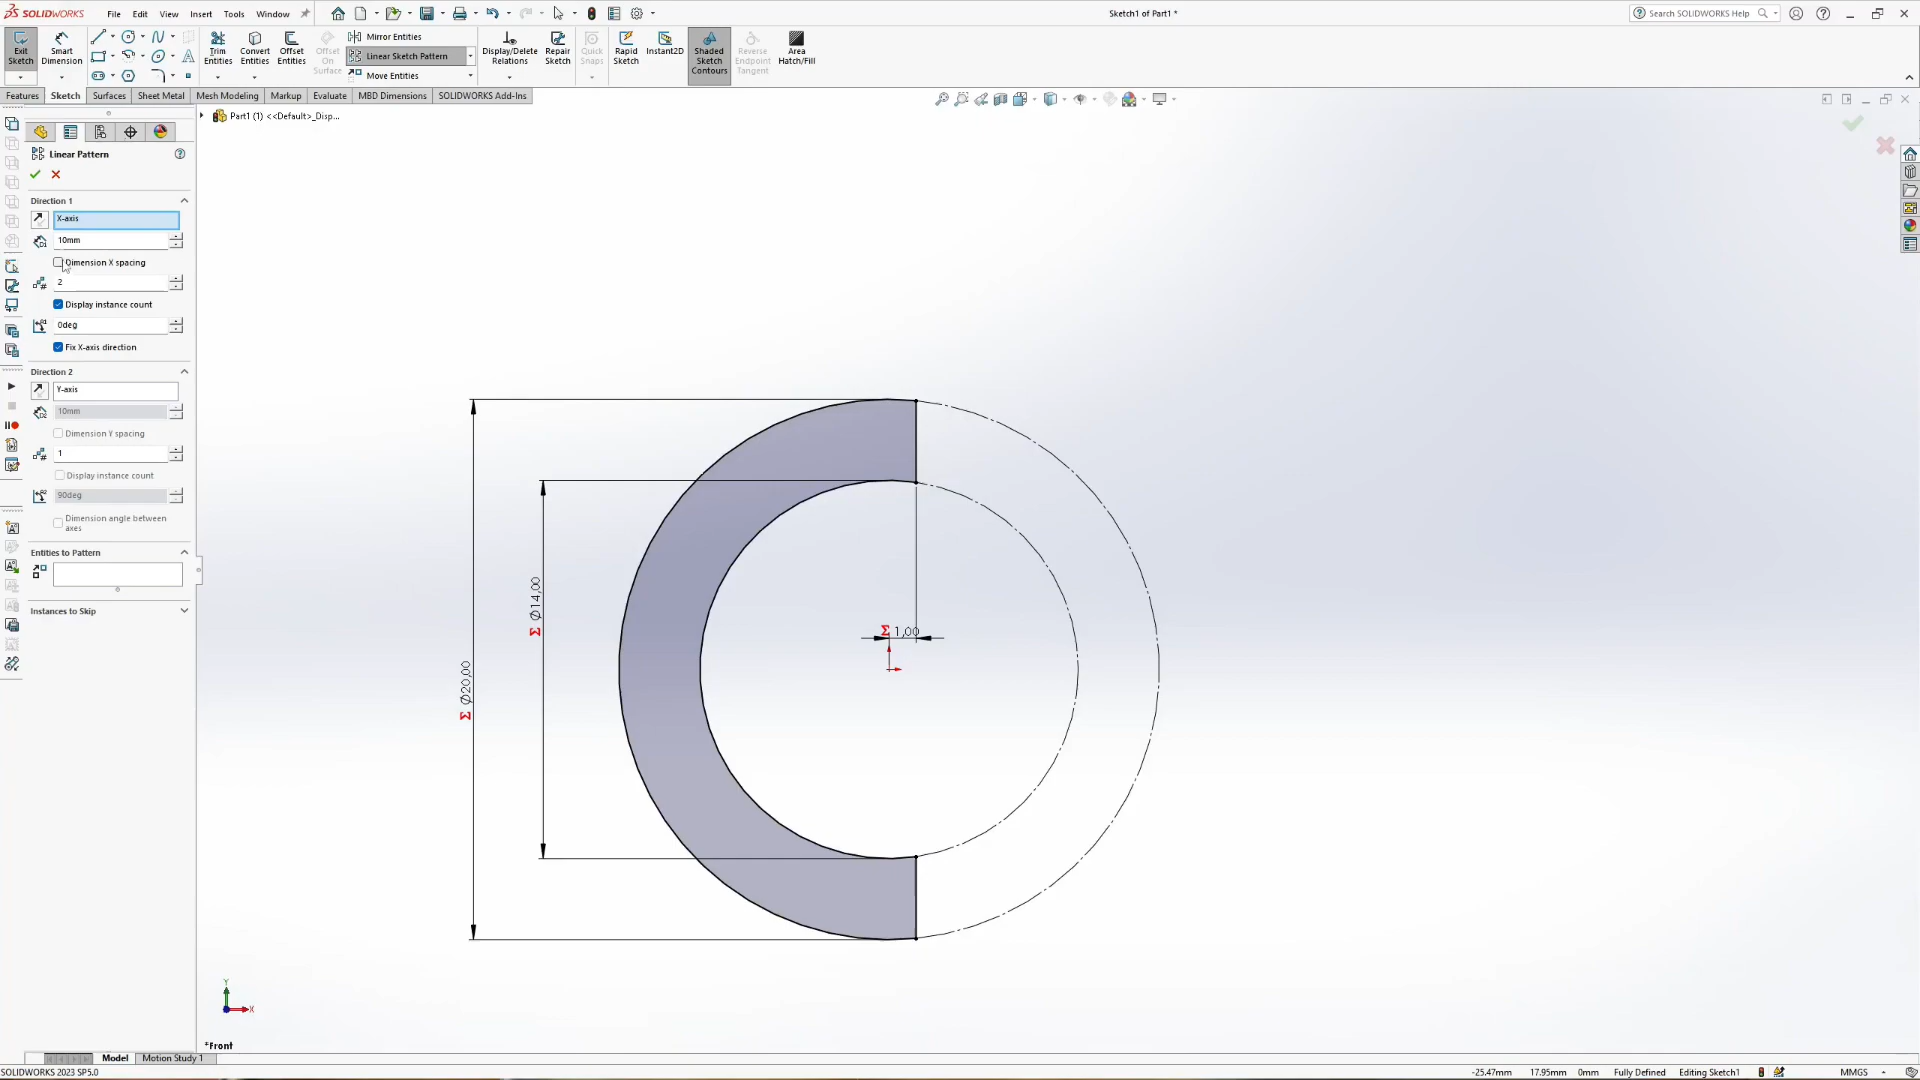 SOLIDWORKS File Edit View Insert Tools Window Sketch1 of Part1 * Search SOLIDWORKS Help
Exit Sketch
Smart Dimension
Trim Entities
Convert Entities
Offset Entities
Offset On Surface
Mirror Entities
Linear Sketch Pattern
Move Entities
Display/Delete Relations
Repair Sketch
Quick Snaps
Rapid Sketch
Instant2D
Shaded Sketch Contours
Reverse Endpoint Tangent
Area Hatch/Fill
Features Sketch Surfaces Sheet Metal Mesh Modeling Markup Evaluate MBD Dimensions SOLIDWORKS Add-Ins
Part1 (1) <<Default>_Disp...
Linear Pattern
Direction 1
X-axis
10mm
Dimension X spacing
2
Display instance count
0deg
Fix X-axis direction
Direction 2
Y-axis
10mm
Dimension Y spacing
1
Display instance count
90deg
Dimension angle between
axes
Entities to Pattern
Instances to Skip
Σ ∅20,00
Σ ∅14,00
Σ 1,00
Y
X
*Front
Model Motion Study 1
SOLIDWORKS 2023 SP5.0 -25.47mm 17.95mm 0mm Fully Defined Editing Sketch1 MMGS